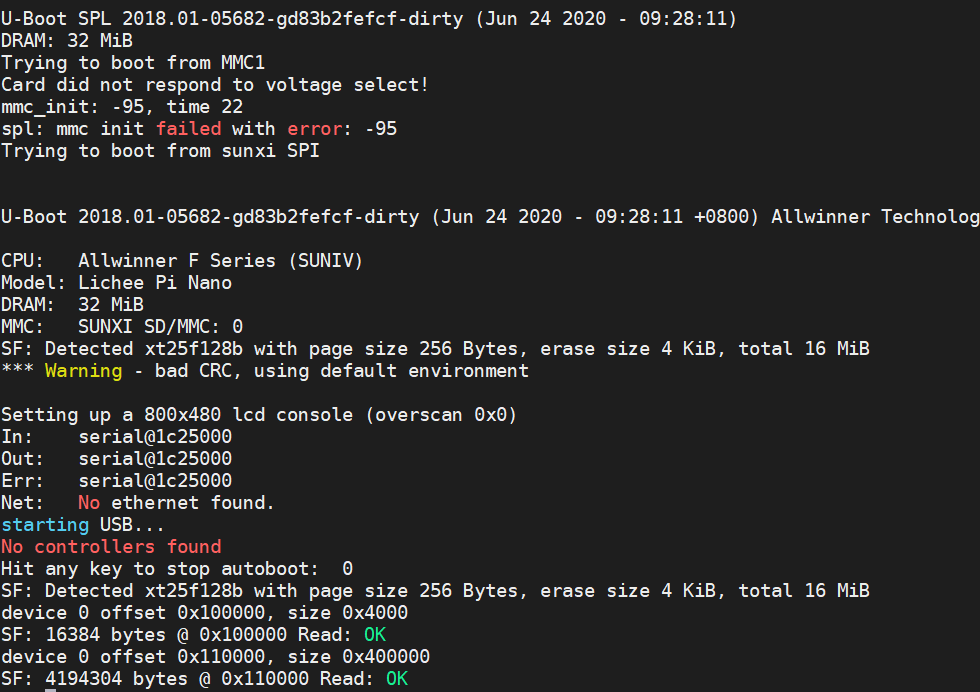 U-Boot SPL 2018.01-05682-gd83b2fefcf-dirty (Jun 24 2020 - 09:28:11)
DRAM: 32 MiB
Trying to boot from MMC1
Card did not respond to voltage select!
mmc_init: -95, time 22
spl: mmc init failed with error: -95
Trying to boot from sunxi SPI
U-Boot 2018.01-05682-gd83b2fefcf-dirty (Jun 24 2020 - 09:28:11 +0800) Allwinner Technolog
CPU:   Allwinner F Series (SUNIV)
Model: Lichee Pi Nano
DRAM:  32 MiB
MMC:   SUNXI SD/MMC: 0
SF: Detected xt25f128b with page size 256 Bytes, erase size 4 KiB, total 16 MiB
*** Warning - bad CRC, using default environment
Setting up a 800x480 lcd console (overscan 0x0)
In:    serial@1c25000
Out:   serial@1c25000
Err:   serial@1c25000
Net:   No ethernet found.
starting USB...
No controllers found
Hit any key to stop autoboot:  0
SF: Detected xt25f128b with page size 256 Bytes, erase size 4 KiB, total 16 MiB
device 0 offset 0x100000, size 0x4000
SF: 16384 bytes @ 0x100000 Read: OK
device 0 offset 0x110000, size 0x400000
SF: 4194304 bytes @ 0x110000 Read: OK